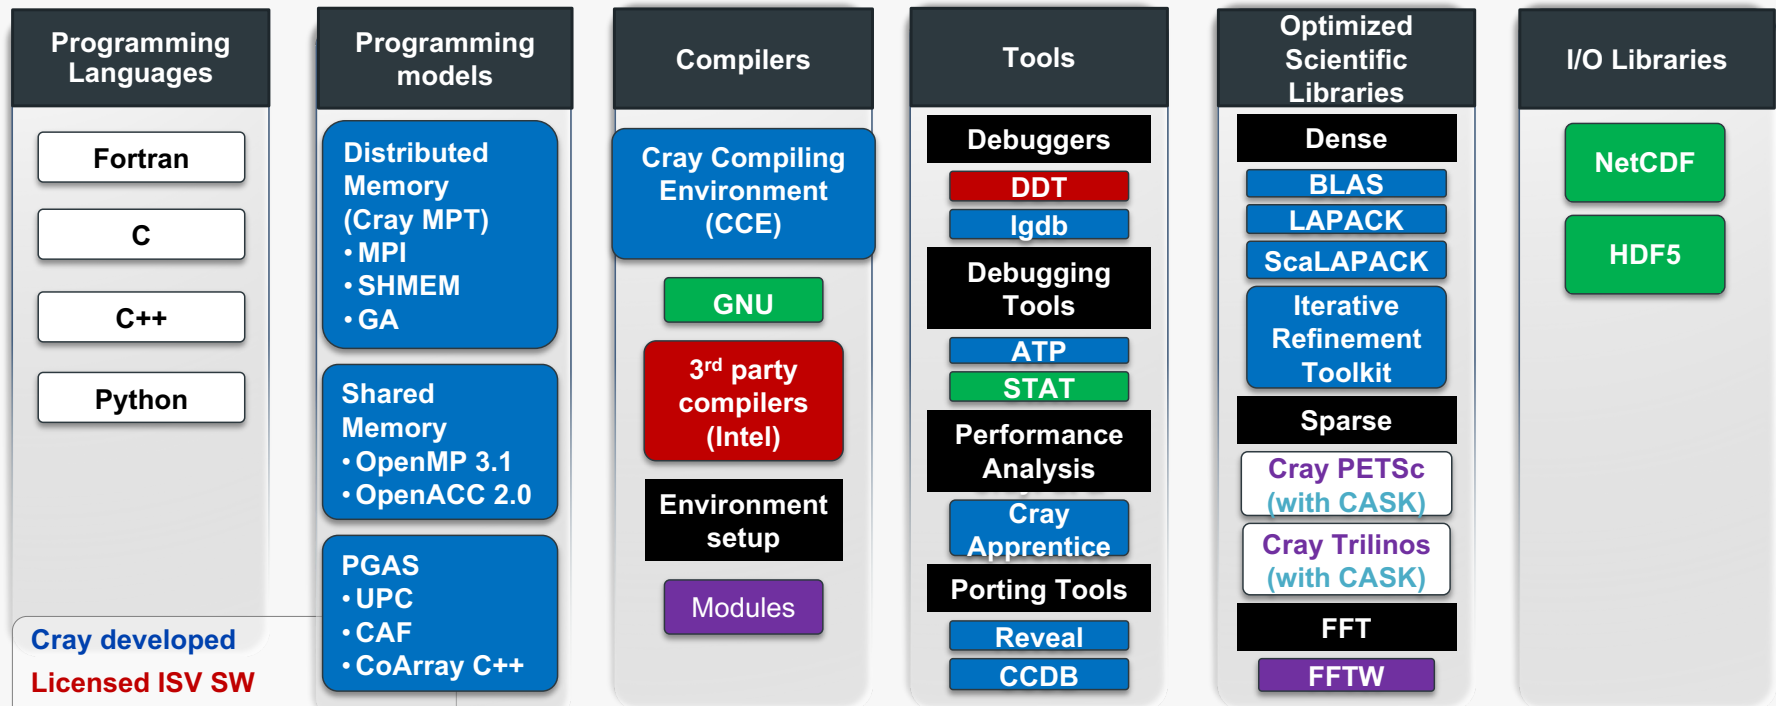 Programming
Languages
Fortran
C
C++
Python
Cray developed
Licensed ISV SW
Programming
models
Distributed
Memory
(Cray MPT)
• MPI
• SHMEM
• GA
Shared
Memory
• OpenMP 3.1
• OpenACC 2.0
PGAS
• UPC
• CAF
• CoArray C++
Compilers
Cray Compiling
Environment
(CCE)
GNU
3rd party
compilers
(Intel)
Environment
setup
Modules
Tools
Debuggers
DDT
lgdb
Debugging
Tools
ATP
STAT
Performance
Analysis
Cray
Apprentice
Porting Tools
Reveal
CCDB
Optimized
Scientific
Libraries
Dense
BLAS
LAPACK
ScaLAPACK
Iterative
Refinement
Toolkit
Sparse
Cray PETSc
(with CASK)
Cray Trilinos
(with CASK)
FFT
FFTW
I/O Libraries
NetCDF
HDF5